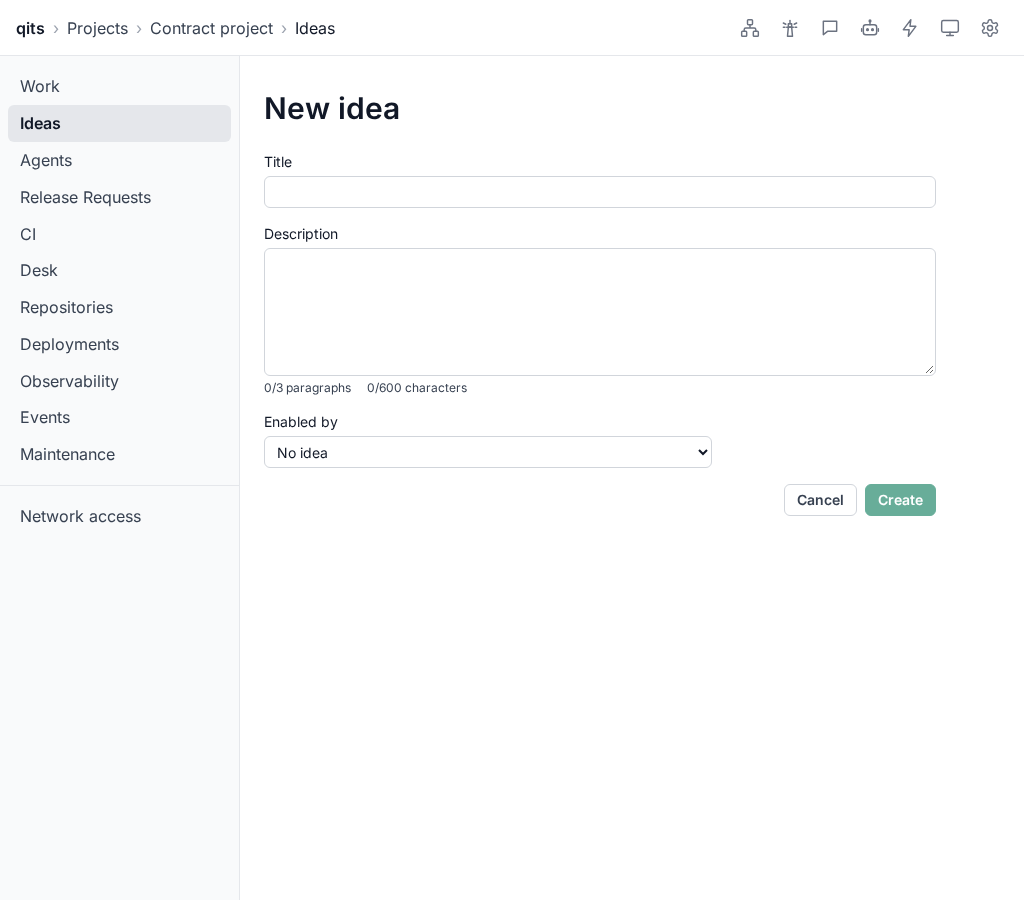 qits › Projects › Contract project › Ideas
Work
Ideas
Agents
Release Requests
CI
Desk
Repositories
Deployments
Observability
Events
Maintenance
Network access
New idea
Title
Description
0/3 paragraphs 0/600 characters
Enabled by
No idea
Cancel Create